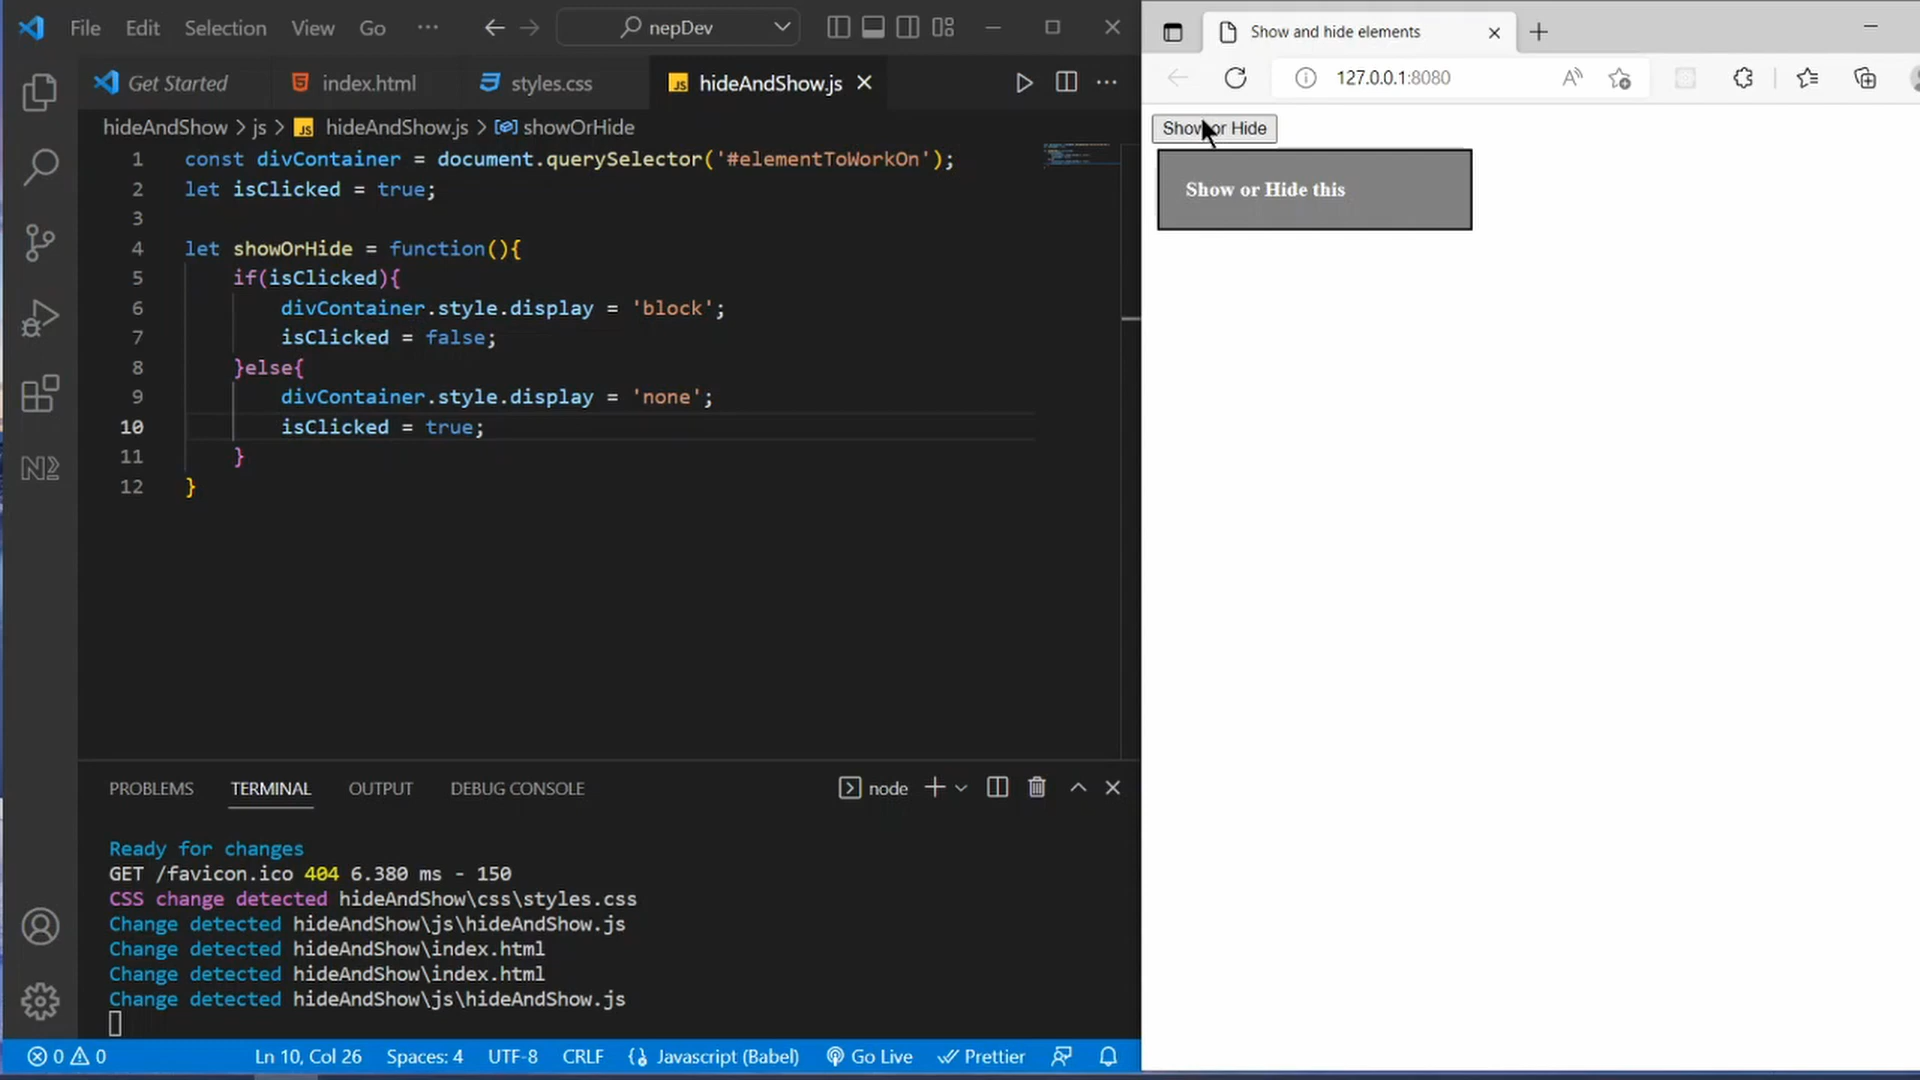 File Edit Selection View Go ··· nepDev
Get Started index.html styles.css JS hideAndShow.js
hideAndShow > js > JS hideAndShow.js > showOrHide
1 const divContainer = document.querySelector('#elementToWorkOn');
2 let isClicked = true;
3
4 let showOrHide = function(){
5 if(isClicked){
6 divContainer.style.display = 'block';
7 isClicked = false;
8 }else{
9 divContainer.style.display = 'none';
10 isClicked = true;
11 }
12 }
PROBLEMS TERMINAL OUTPUT DEBUG CONSOLE node
Ready for changes
GET /favicon.ico 404 6.380 ms - 150
CSS change detected hideAndShow\css\styles.css
Change detected hideAndShow\js\hideAndShow.js
Change detected hideAndShow\index.html
Change detected hideAndShow\index.html
Change detected hideAndShow\js\hideAndShow.js
0 0 Ln 10, Col 26 Spaces: 4 UTF-8 CRLF Javascript (Babel) Go Live Prettier
Show and hide elements
127.0.0.1:8080
Show or Hide
Show or Hide this